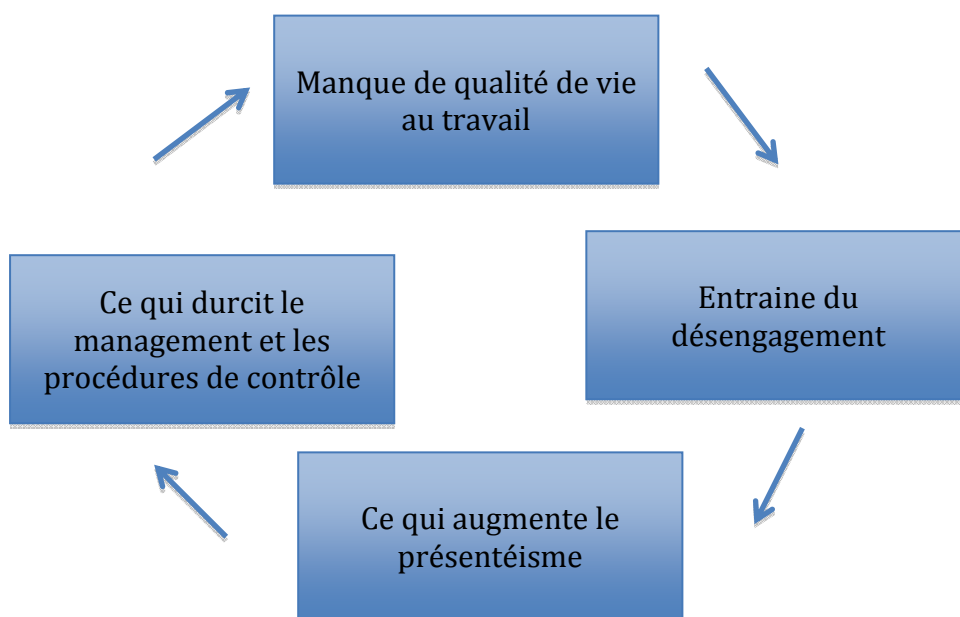 Manque de qualité de vie
au travail
Entraine du
désengagement
Ce qui augmente le
présentéisme
Ce qui durcit le
management et les
procédures de contrôle